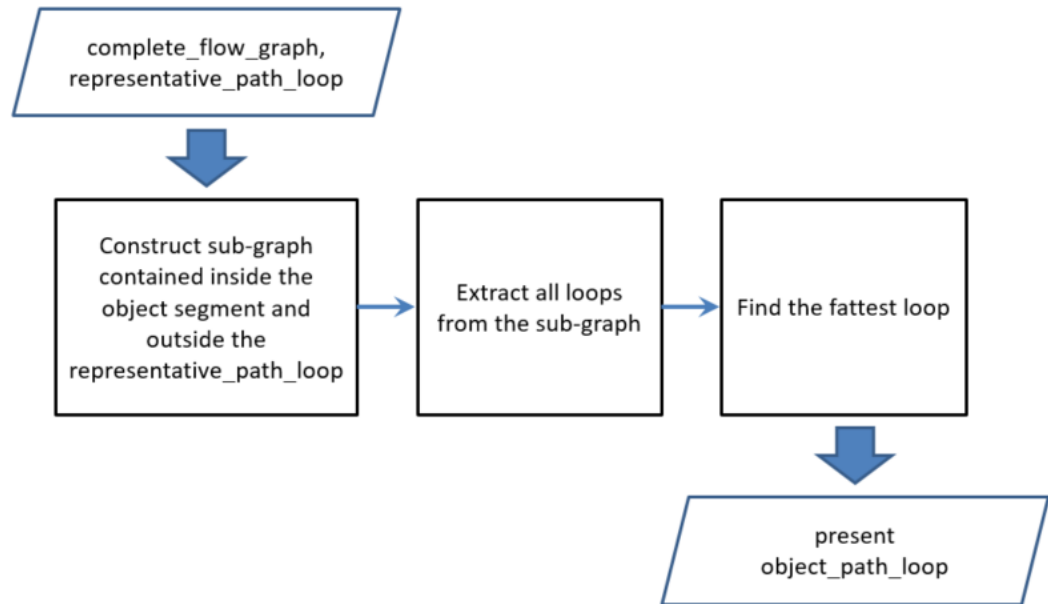 complete_flow_graph,
representative_path_loop
Construct sub-graph
contained inside the
object segment and
outside the
representative_path_loop
Extract all loops
from the sub-graph
Find the fattest loop
present
object_path_loop